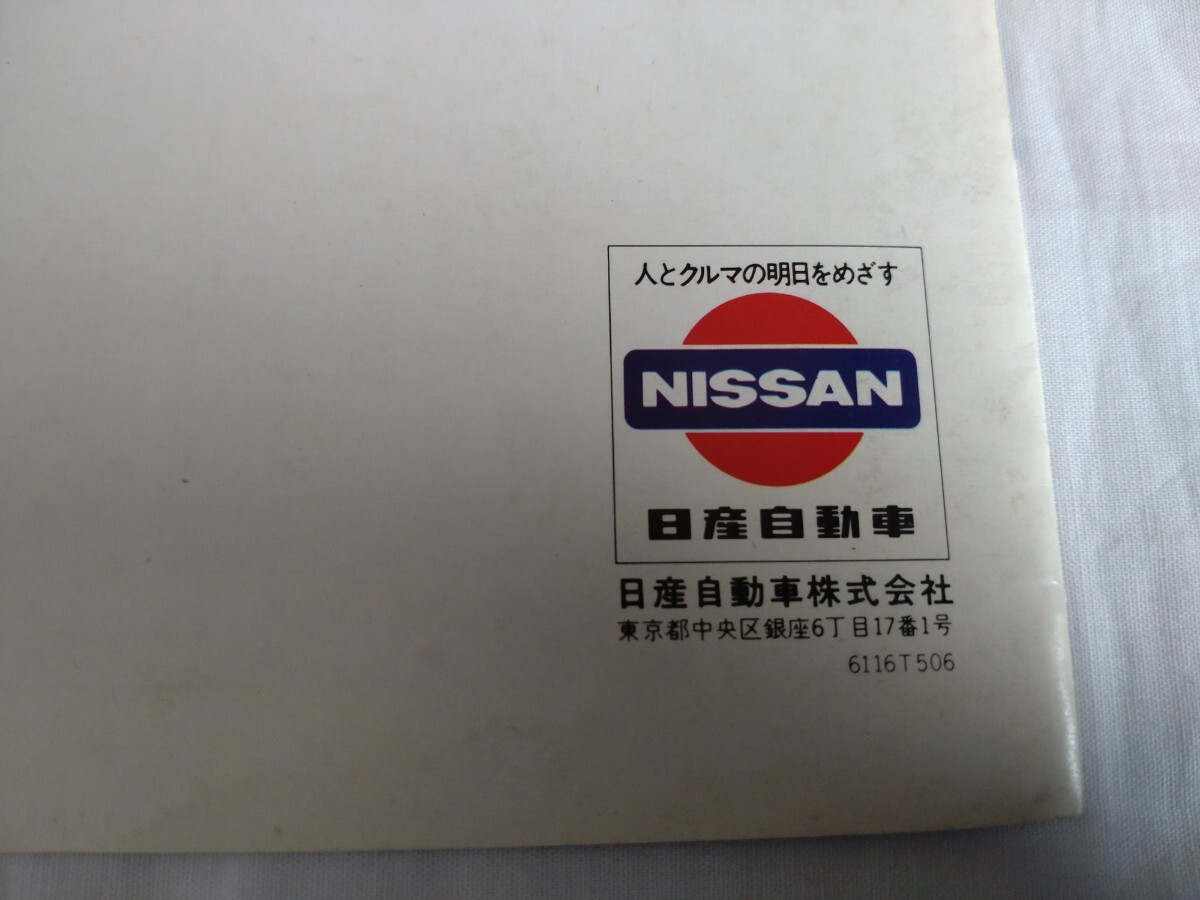 人とクルマの明日をめざす
NISSAN
日産自動車
日産自動車株式会社
東京都中央区銀座6丁目17番1号
6116T506